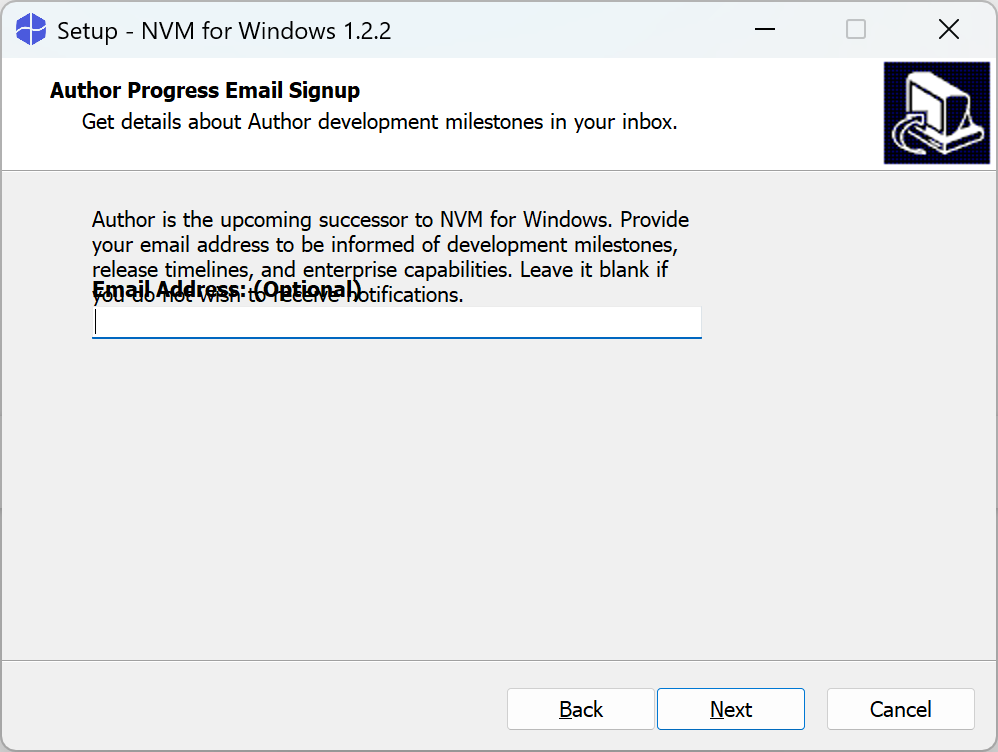 Setup - NVM for Windows 1.2.2
Author Progress Email Signup
Get details about Author development milestones in your inbox.
Author is the upcoming successor to NVM for Windows. Provide
your email address to be informed of development milestones,
release timelines, and enterprise capabilities. Leave it blank if
you do not wish to receive notifications.
Email Address: (Optional)
Back
Next
Cancel